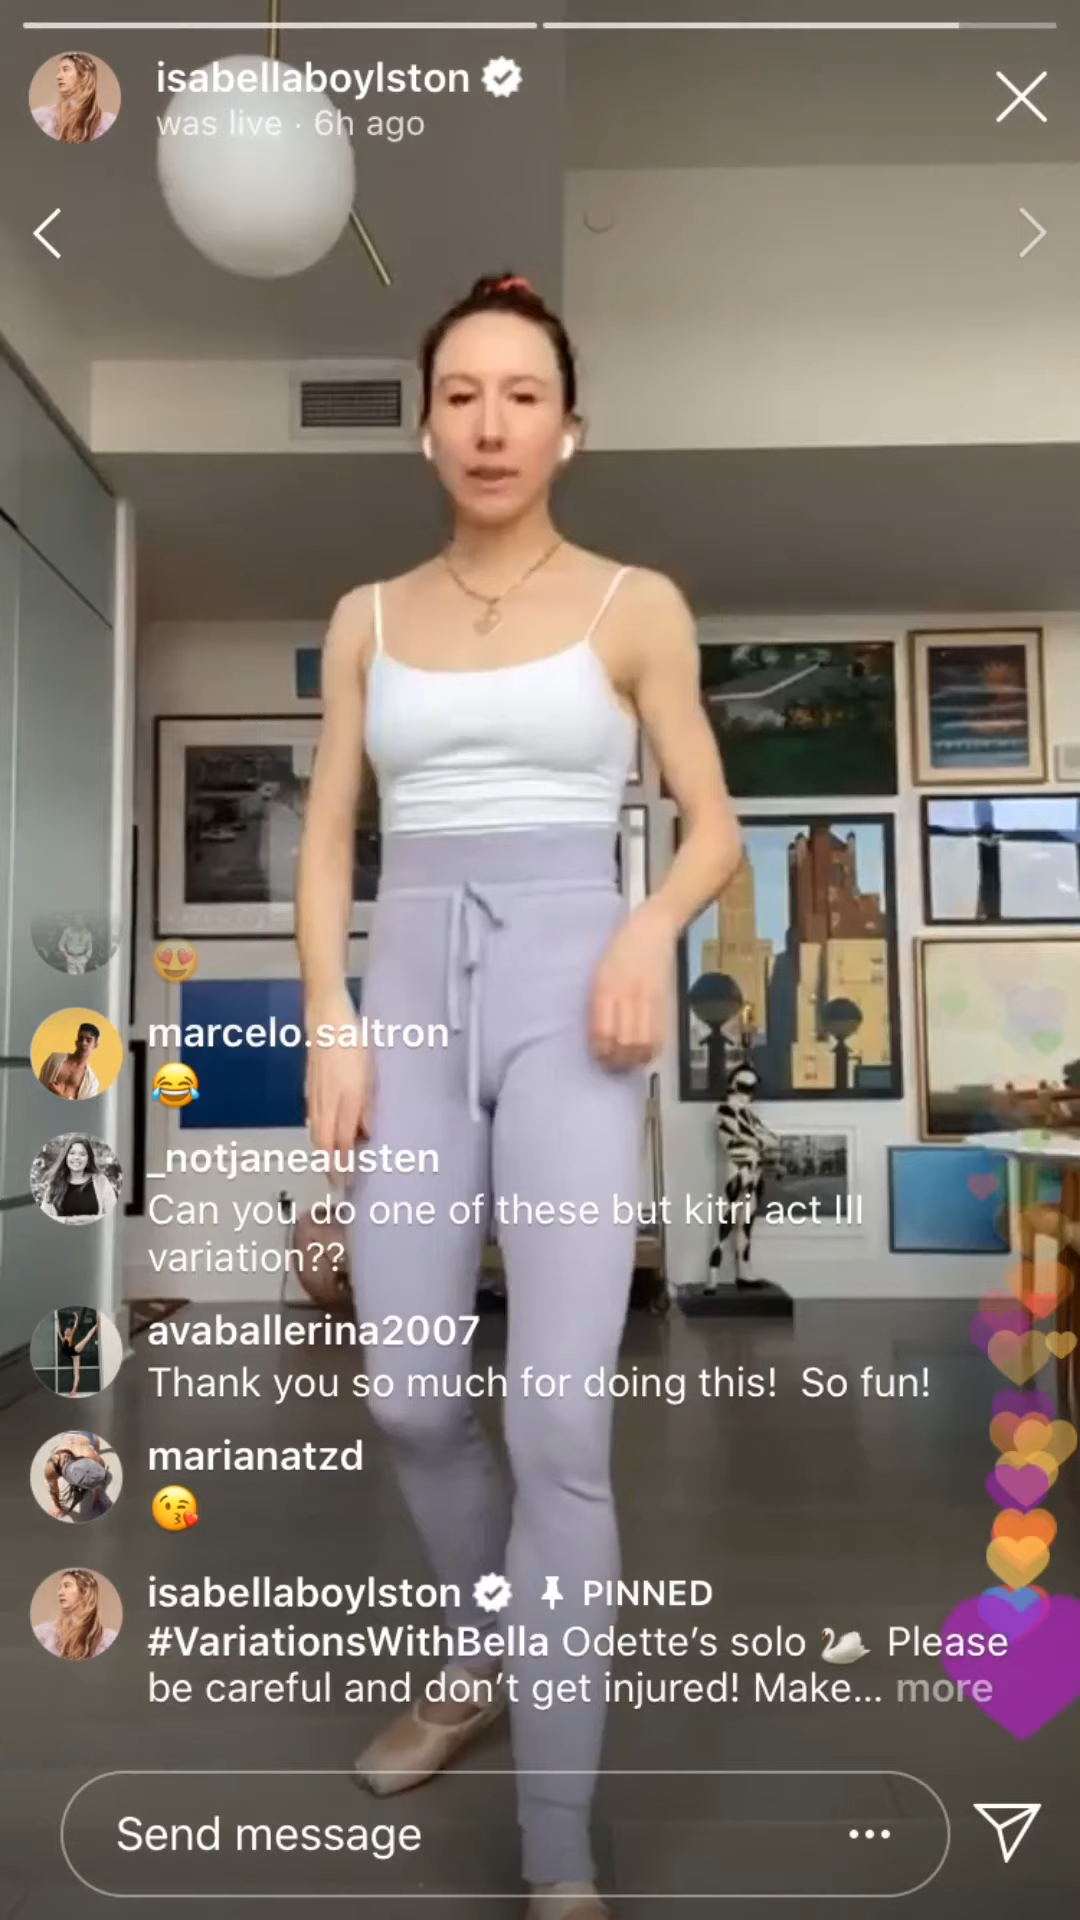 isabellaboylston
was live · 6h ago
😍
marcelo.saltron
😂
_notjaneausten
Can you do one of these but kitri act III
variation??
avaballerina2007
Thank you so much for doing this!  So fun!
marianatzd
😘
isabellaboylston PINNED
#VariationsWithBella Odette’s solo 🦢 Please
be careful and don’t get injured! Make... more
Send message